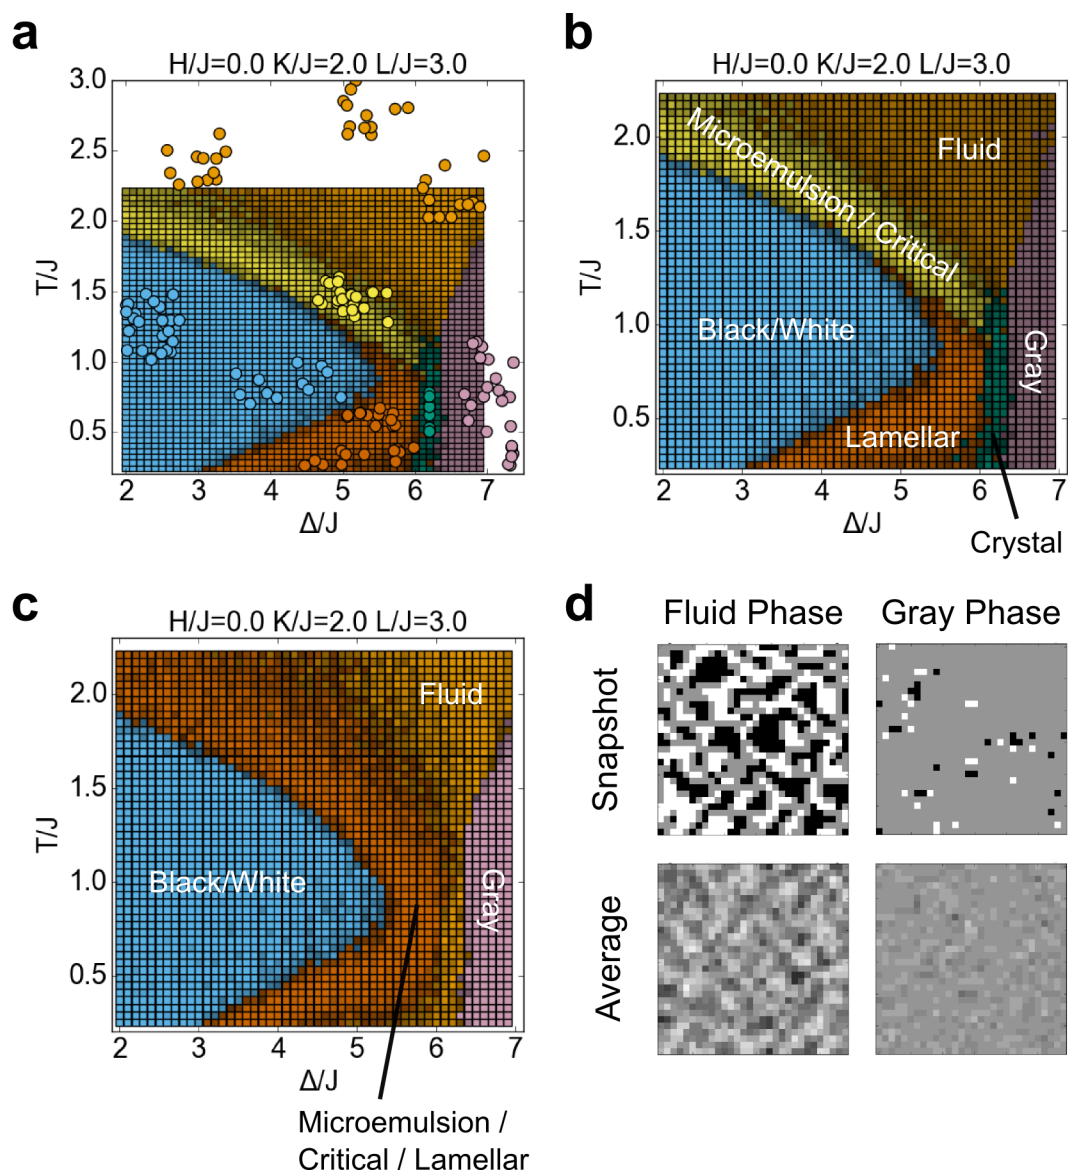 a
H/J=0.0 K/J=2.0 L/J=3.0
3.0
2.5
2.0
1.5
1.0
0.5
T/J
2 3 4 5 6 7
Δ/J
b
H/J=0.0 K/J=2.0 L/J=3.0
2.0
1.5
1.0
0.5
T/J
Microemulsion / Critical
Fluid
Black/White
Gray
Lamellar
2 3 4 5 6 7
Δ/J
Crystal
c
H/J=0.0 K/J=2.0 L/J=3.0
2.0
1.5
1.0
0.5
T/J
Fluid
Black/White
Gray
2 3 4 5 6 7
Δ/J
Microemulsion /
Critical / Lamellar
d
Fluid Phase Gray Phase
Snapshot
Average